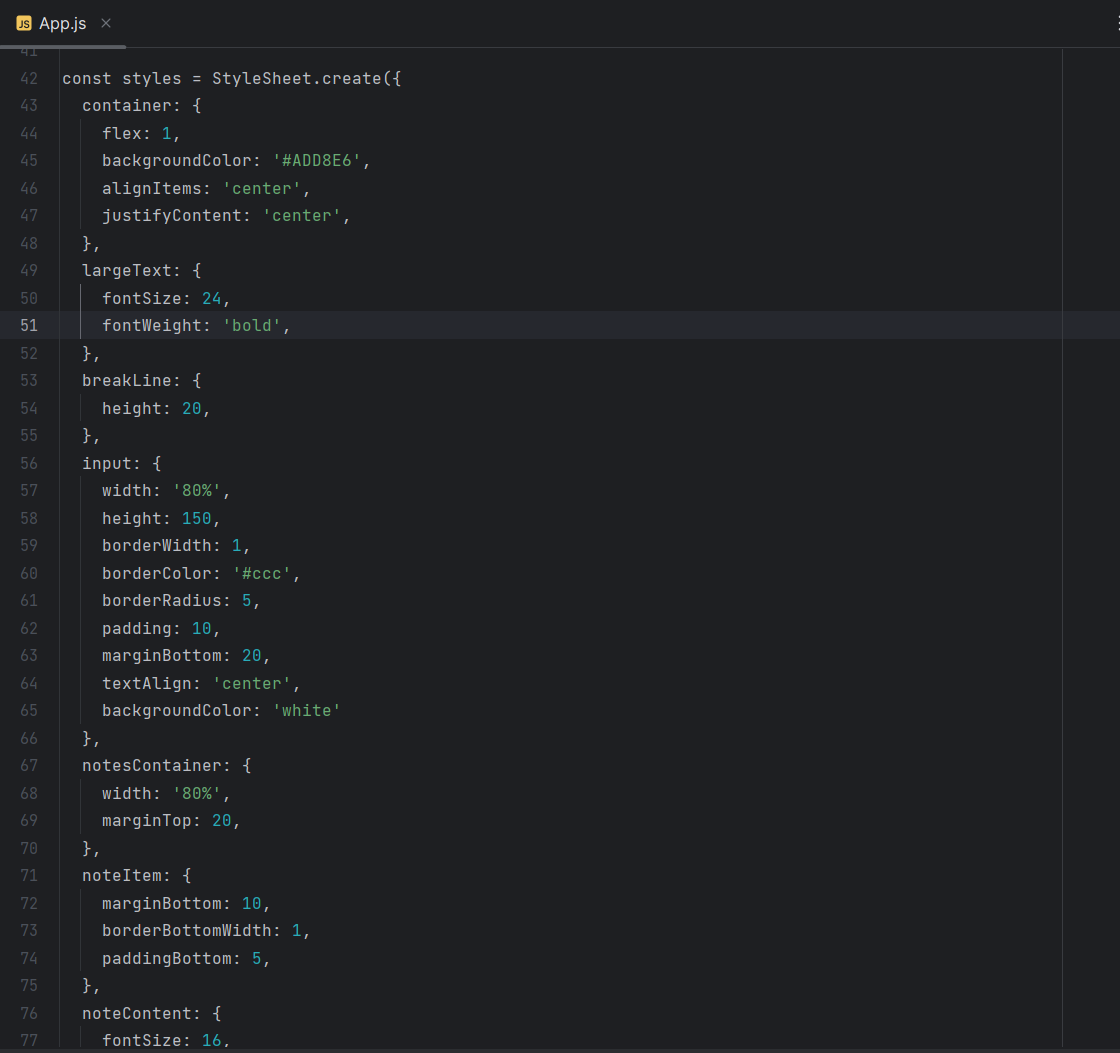 JS App.js ×
41
42 const styles = StyleSheet.create({
43   container: {
44     flex: 1,
45     backgroundColor: '#ADD8E6',
46     alignItems: 'center',
47     justifyContent: 'center',
48   },
49   largeText: {
50     fontSize: 24,
51     fontWeight: 'bold',
52   },
53   breakLine: {
54     height: 20,
55   },
56   input: {
57     width: '80%',
58     height: 150,
59     borderWidth: 1,
60     borderColor: '#ccc',
61     borderRadius: 5,
62     padding: 10,
63     marginBottom: 20,
64     textAlign: 'center',
65     backgroundColor: 'white'
66   },
67   notesContainer: {
68     width: '80%',
69     marginTop: 20,
70   },
71   noteItem: {
72     marginBottom: 10,
73     borderBottomWidth: 1,
74     paddingBottom: 5,
75   },
76   noteContent: {
77     fontSize: 16,